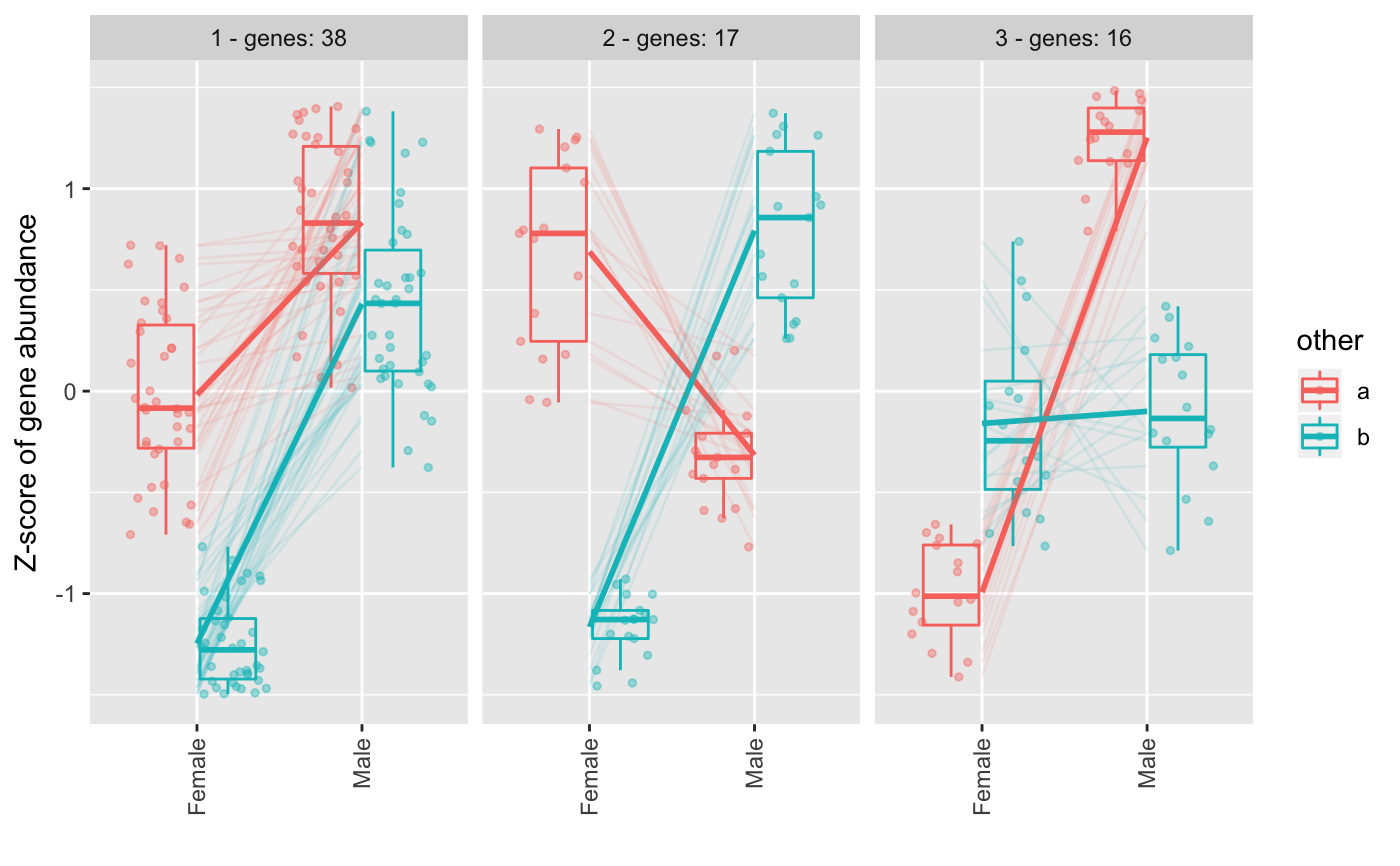 1 - genes: 38
2 - genes: 17
3 - genes: 16
Z-score of gene abundance
1
0
-1
Female
Male
Female
Male
Female
Male
other
a
b